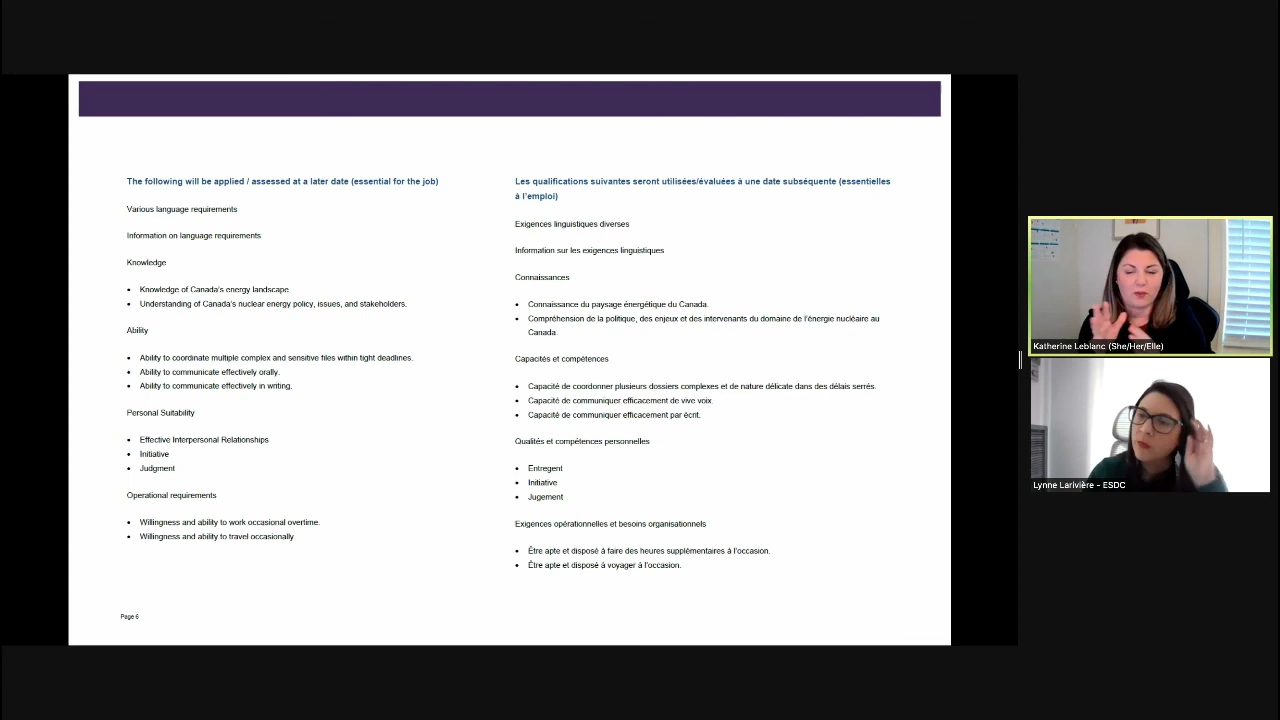 The following will be applied / assessed at a later date (essential for the job)
Various language requirements
Information on language requirements
Knowledge
• Knowledge of Canada's energy landscape
• Understanding of Canada's nuclear energy policy, issues, and stakeholders.
Ability
• Ability to coordinate multiple complex and sensitive files within tight deadlines.
• Ability to communicate effectively orally.
• Ability to communicate effectively in writing.
Personal Suitability
• Effective Interpersonal Relationships
• Initiative
• Judgment
Operational requirements
• Willingness and ability to work occasional overtime.
• Willingness and ability to travel occasionally.
Page 6
Les qualifications suivantes seront utilisées/évaluées à une date subséquente (essentielles
à l'emploi)
Exigences linguistiques diverses
Information sur les exigences linguistiques
Connaissances
• Connaissance du paysage énergétique du Canada.
• Compréhension de la politique, des enjeux et des intervenants du domaine de l'énergie nucléaire au
Canada.
Capacités et compétences
• Capacité de coordonner plusieurs dossiers complexes et de nature délicate dans des délais serrés.
• Capacité de communiquer efficacement de vive voix.
• Capacité de communiquer efficacement par écrit.
Qualités et compétences personnelles
• Entregent
• Initiative
• Jugement
Exigences opérationnelles et besoins organisationnels
• Être apte et disposé à faire des heures supplémentaires à l'occasion.
• Être apte et disposé à voyager à l'occasion.
Katherine Leblanc (She/Her/Elle)
Lynne Larivière - ESDC